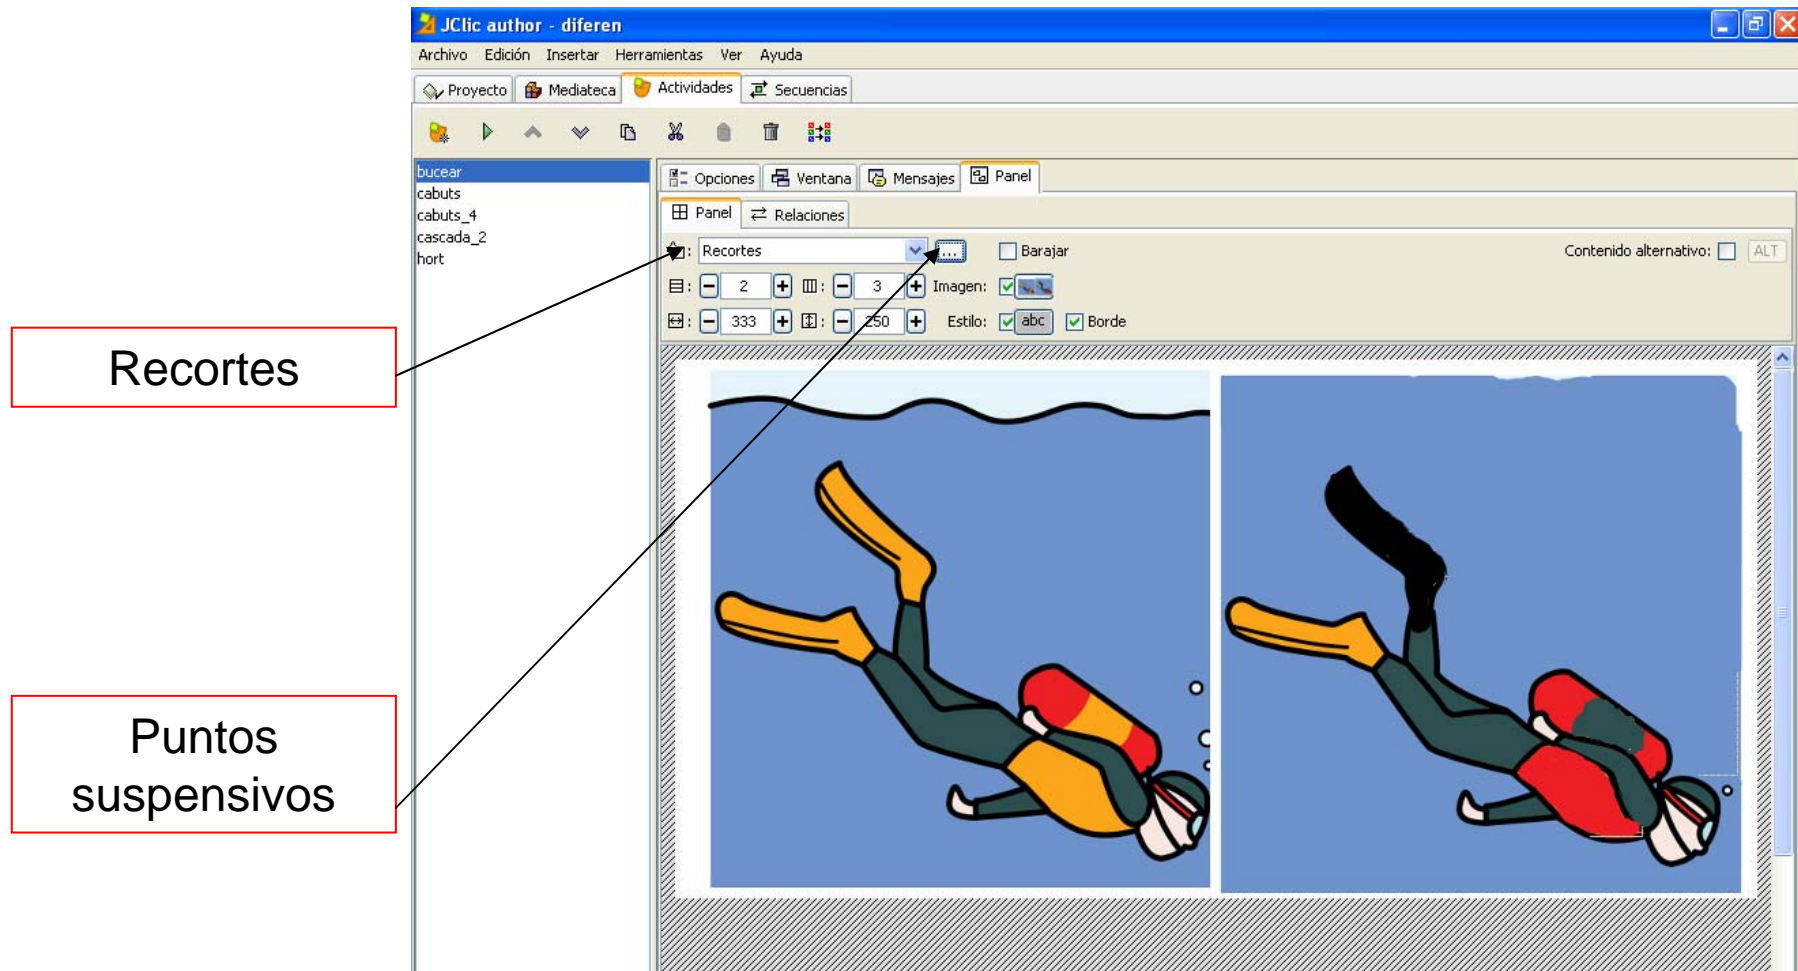 JClic author - diferen
Archivo Edición Insertar Herramientas Ver Ayuda
Proyecto Mediateca Actividades Secuencias
bucear
cabuts
cabuts_4
cascada_2
hort
Opciones Ventana Mensajes Panel
Panel Relaciones
: Recortes ... Barajar Contenido alternativo: ALT
: 2 : 3 Imagen:
: 333 : 250 Estilo: abc Borde
Recortes
Puntos
suspensivos